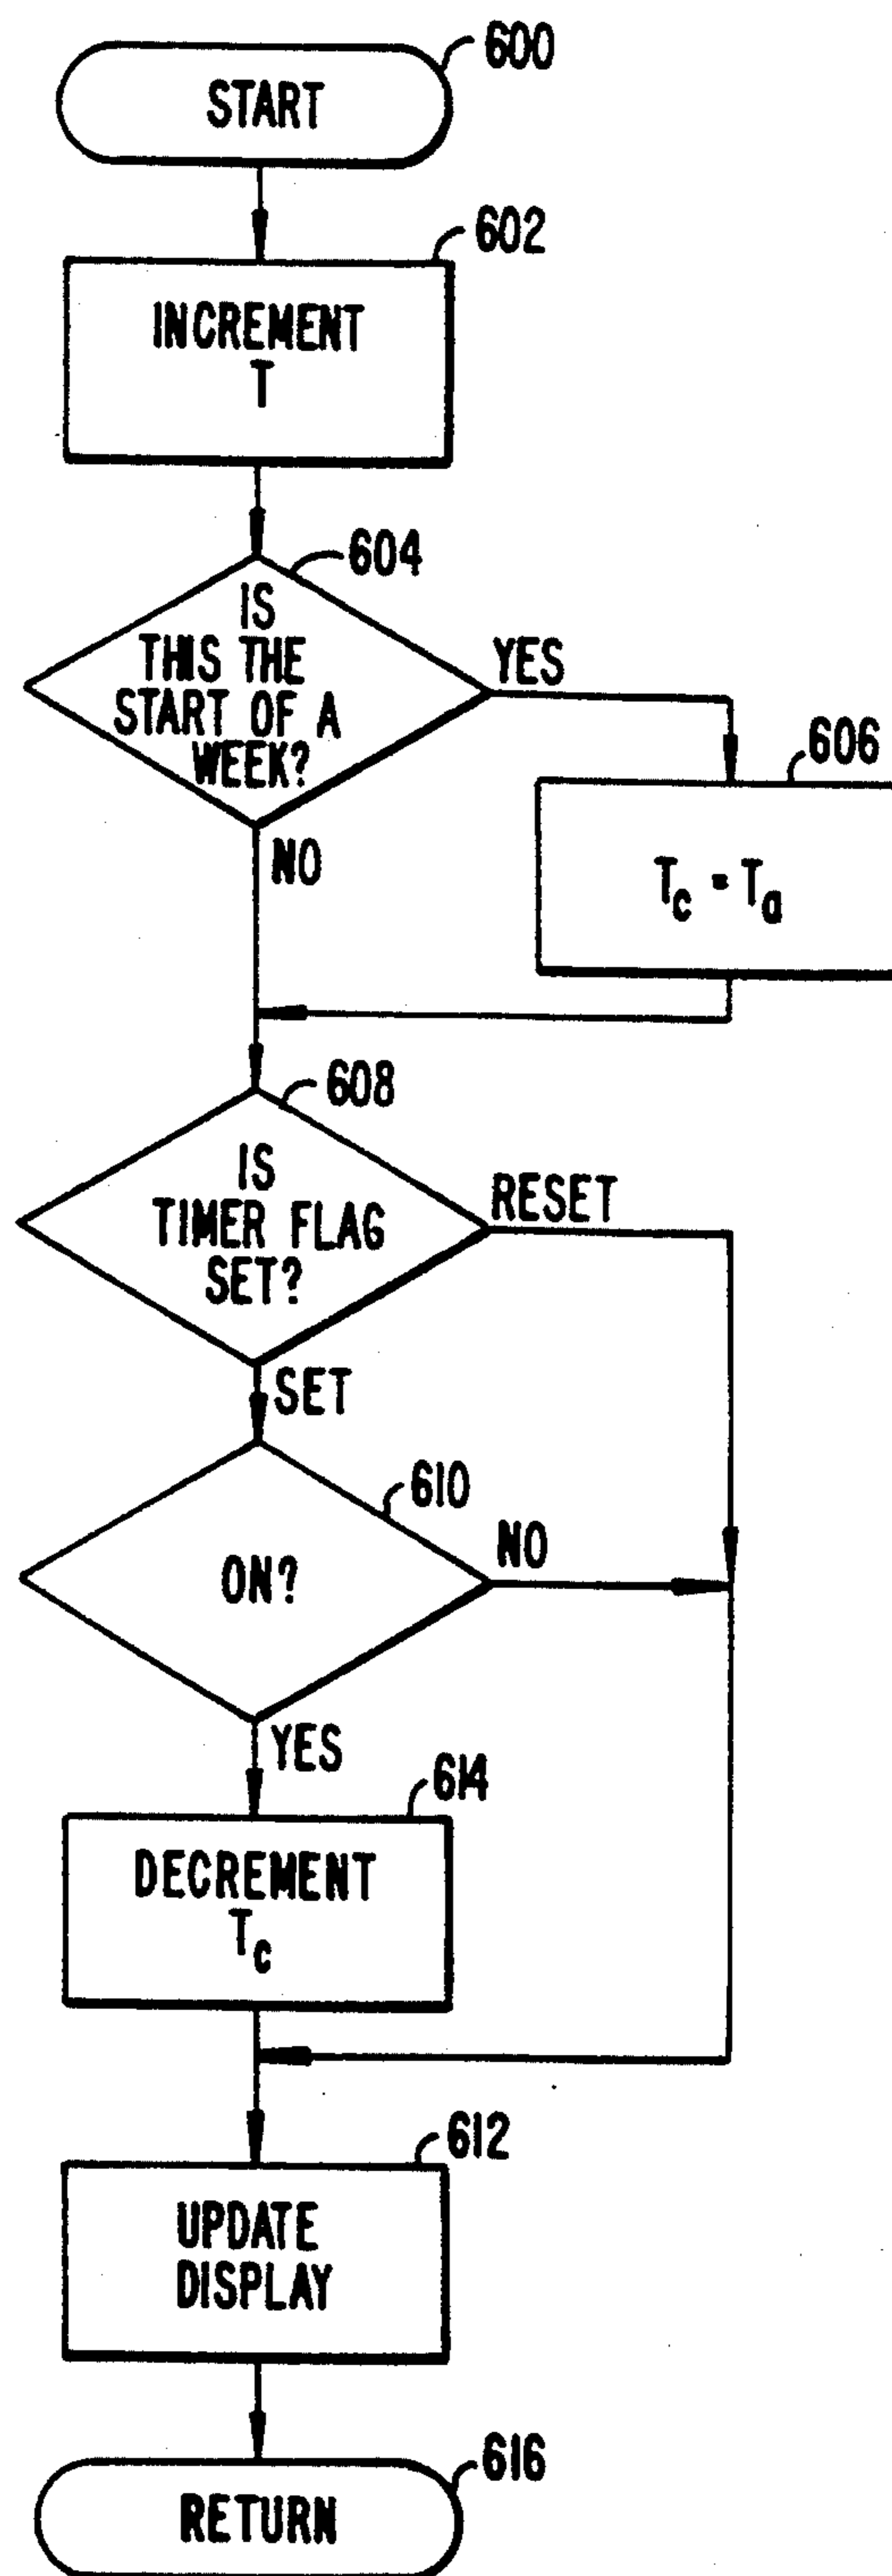 600
START
602
INCREMENT
T
604
IS
THIS THE
START OF A
WEEK?
YES
606
Tc = Ta
NO
608
IS
TIMER FLAG
SET?
RESET
SET
610
ON?
NO
YES
614
DECREMENT
Tc
612
UPDATE
DISPLAY
616
RETURN